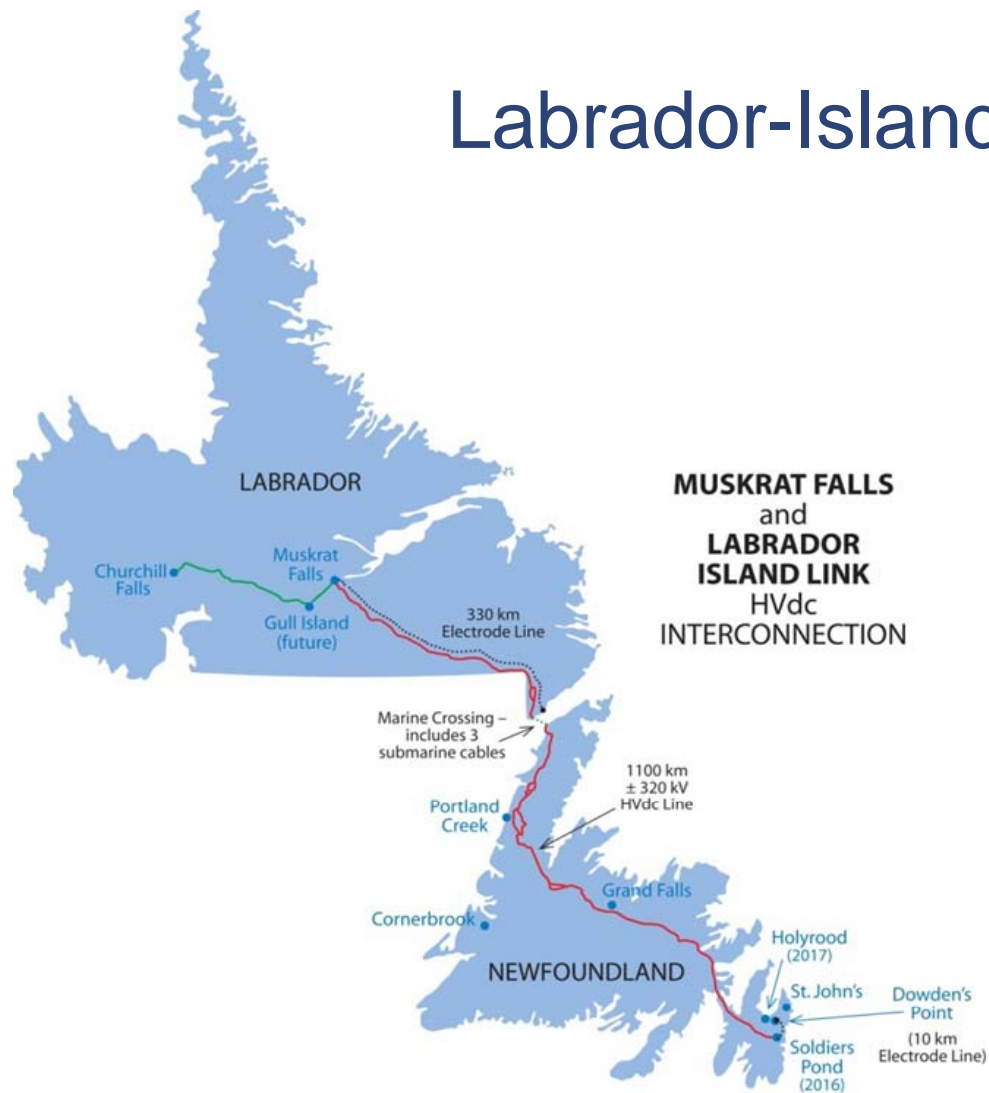 Labrador-Island
LABRADOR
MUSKRAT FALLS
and
LABRADOR
ISLAND LINK
HVdc
INTERCONNECTION
Churchill
Falls
Muskrat
Falls
Gull Island
(future)
330 km
Electrode Line
Marine Crossing –
includes 3
submarine cables
1100 km
± 320 kV
HVdc Line
Portland
Creek
Grand Falls
Cornerbrook
NEWFOUNDLAND
Holyrood
(2017)
St. John's
Dowden's
Point
(10 km
Electrode Line)
Soldiers
Pond
(2016)